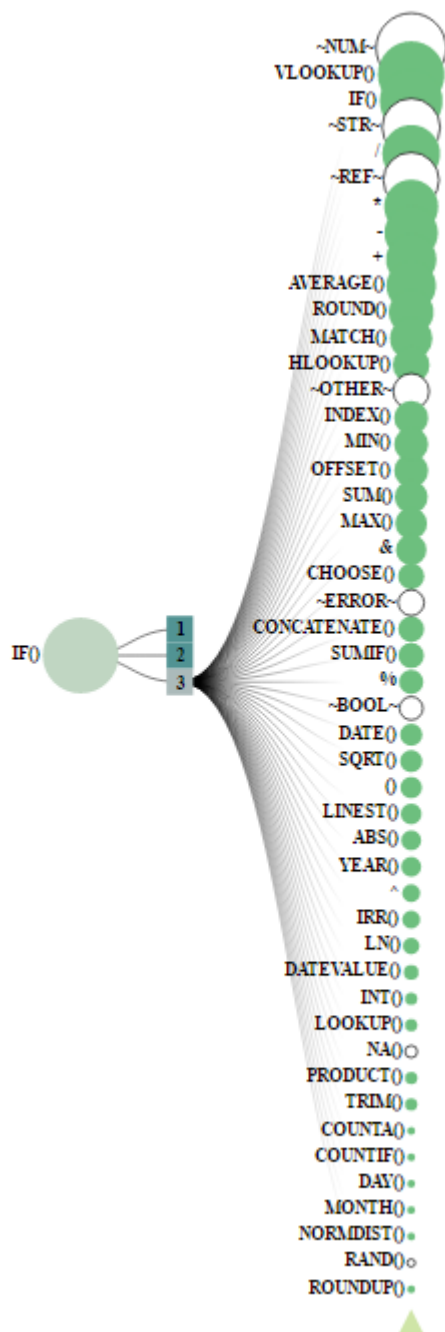 ~NUM~
VLOOKUP()
IF()
~STR~
/
~REF~
*
-
+
AVERAGE()
ROUND()
MATCH()
HLOOKUP()
~OTHER~
INDEX()
MIN()
OFFSET()
SUM()
MAX()
&
CHOOSE()
~ERROR~
CONCATENATE()
1
SUMIF()
IF()
2
%
3
~BOOL~
DATE()
SQRT()
()
LINEST()
ABS()
YEAR()
^
IRR()
LN()
DATEVALUE()
INT()
LOOKUP()
NA()
PRODUCT()
TRIM()
COUNTA()
COUNTIF()
DAY()
MONTH()
NORMDIST()
RAND()
ROUNDUP()